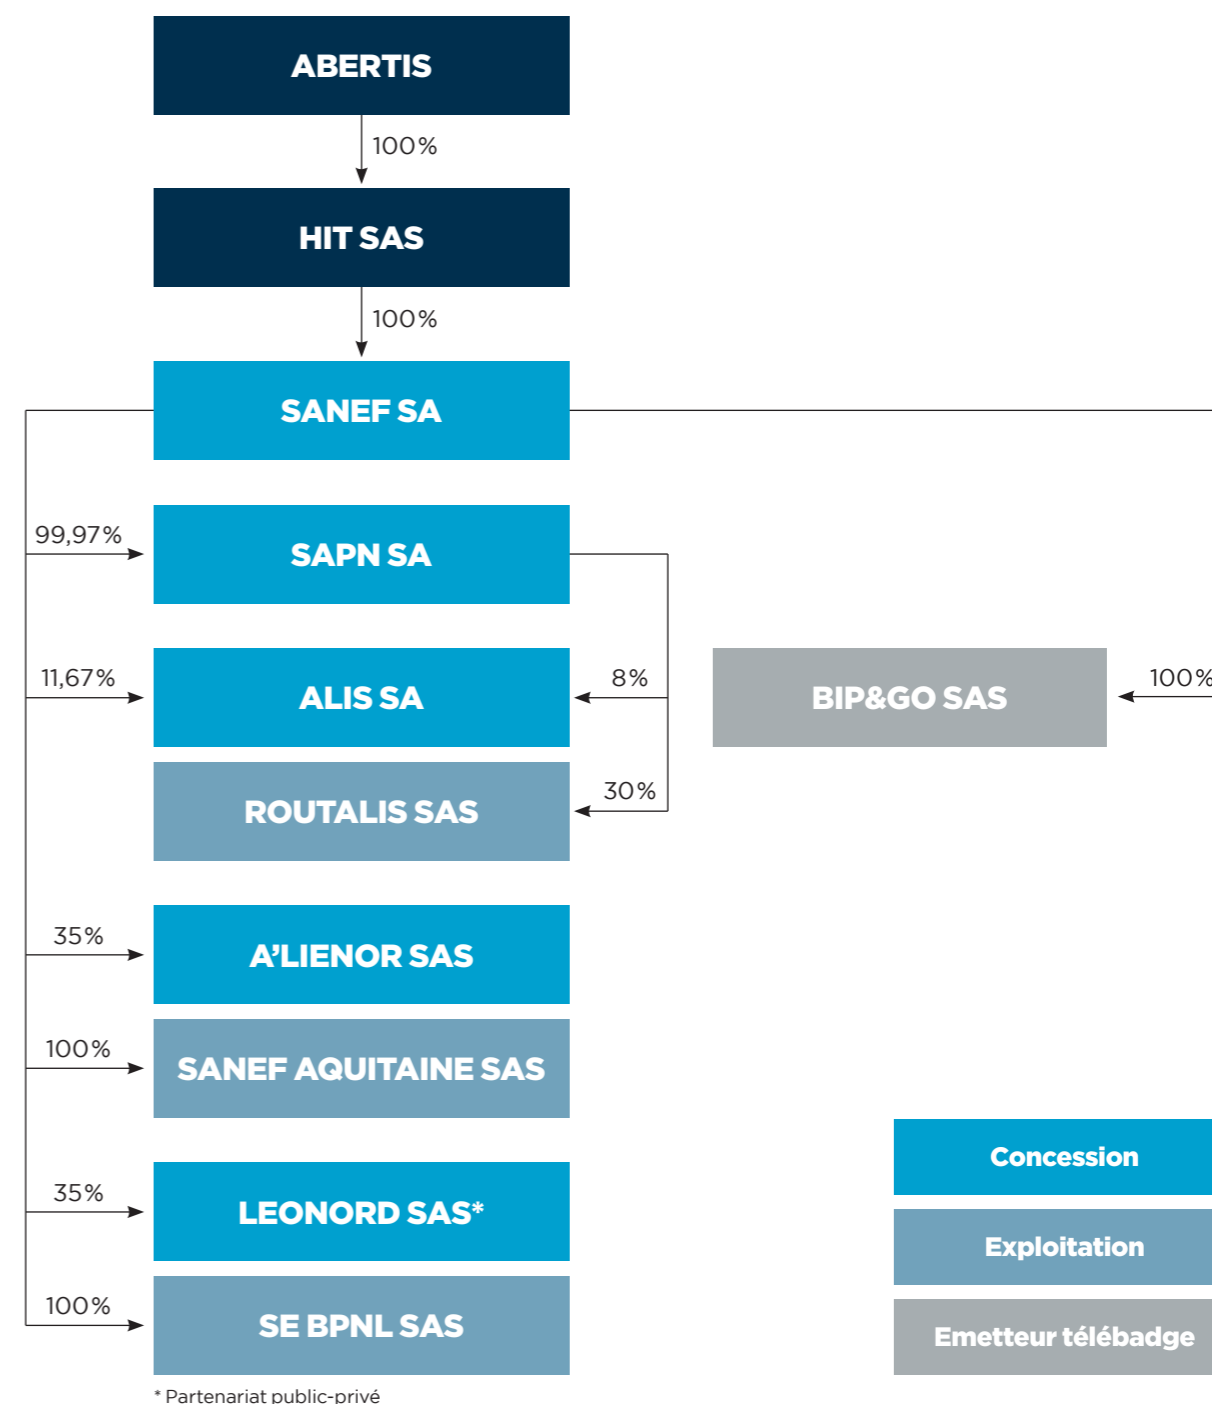 ABERTIS
100%
HIT SAS
100%
SANEF SA
99,97%
SAPN SA
11,67%
ALIS SA
8%
BIP&GO SAS
100%
ROUTALIS SAS
30%
35%
A'LIENOR SAS
100%
SANEF AQUITAINE SAS
35%
LEONORD SAS*
100%
SE BPNL SAS
* Partenariat public-privé
Concession
Exploitation
Emetteur télébadge